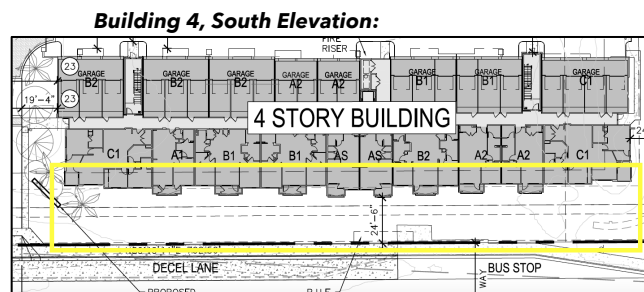 Building 4, South Elevation:
FIRE
RISER
23
GARAGE GARAGE GARAGE GARAGE GARAGE GARAGE GARAGE GARAGE
B2 B2 B2 A2 A2 B1 B1 C1
23
19'-4"
4 STORY BUILDING
24
C1 A1 B1 B1 AS AS B2 A2 A2 C1
24'-6"
DECEL LANE
BUS STOP
WAY
PROPOSED
P.U.E.